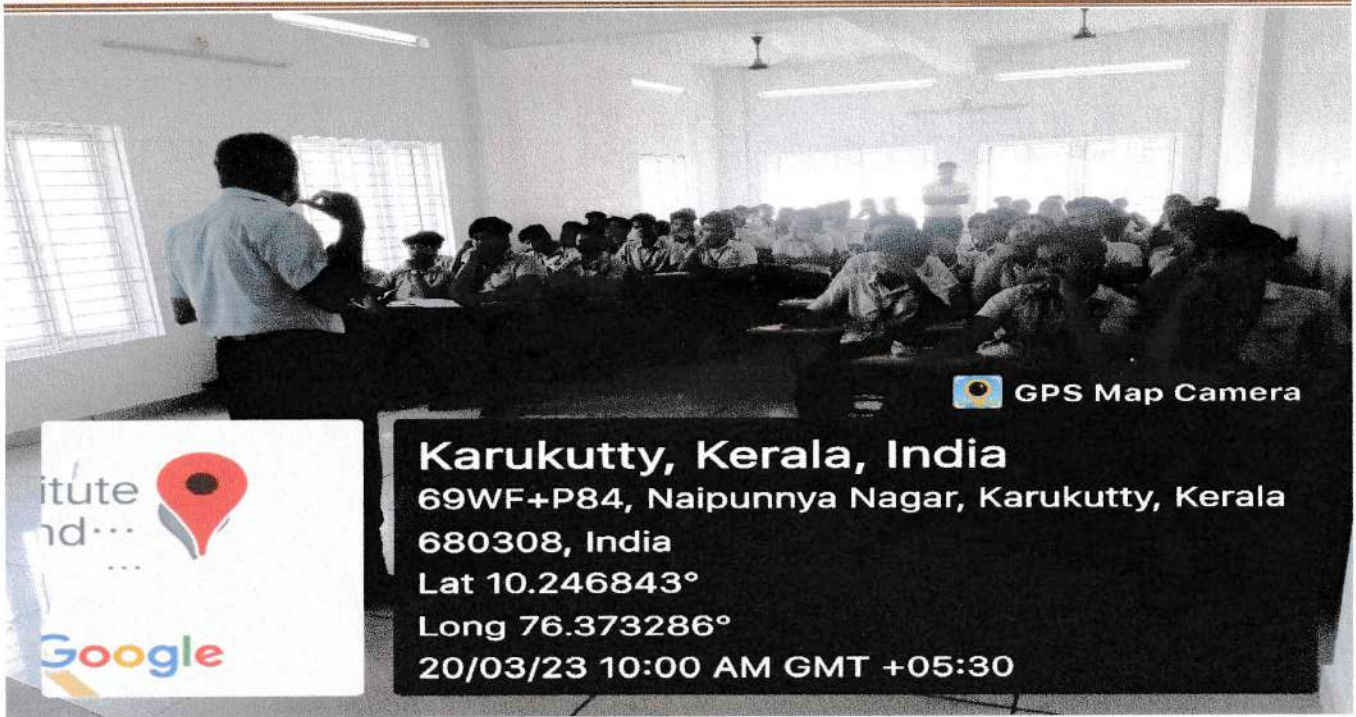 GPS Map Camera
Karukutty, Kerala, India
69WF+P84, Naipunnya Nagar, Karukutty, Kerala
680308, India
Lat 10.246843°
Long 76.373286°
20/03/23 10:00 AM GMT +05:30
itute
nd...
...
Google